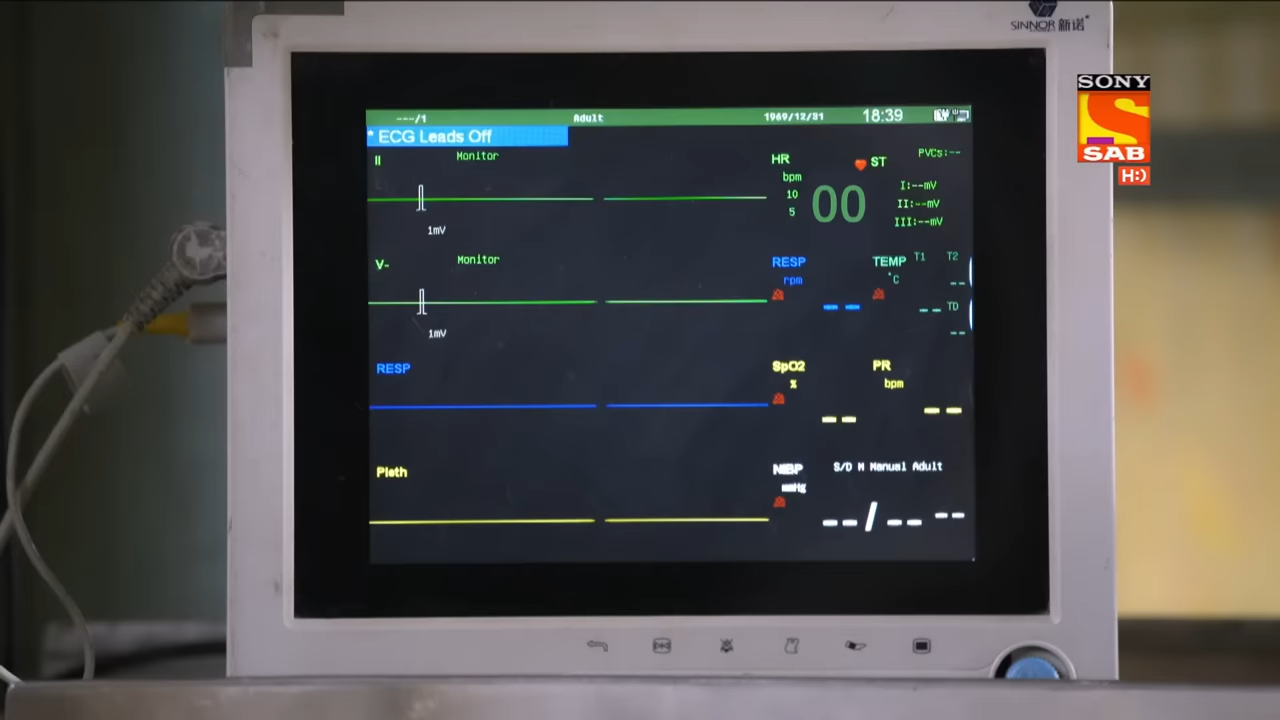 SINNOR 新诺
SONY
S
SAB
HD
---/1 Adult 1969/12/31 18:39
* ECG Leads Off
II Monitor
1mV
HR
bpm
10
5
00
ST
PVCs:--
I:--mV
II:--mV
III:--mV
V- Monitor
1mV
RESP
rpm
-- --
TEMP
°C
T1 T2
--
-- TD
--
RESP
SpO2
%
-- --
PR
bpm
-- --
Pleth
NIBP
mmHg
S/D M Manual Adult
-- -- / -- -- -- --